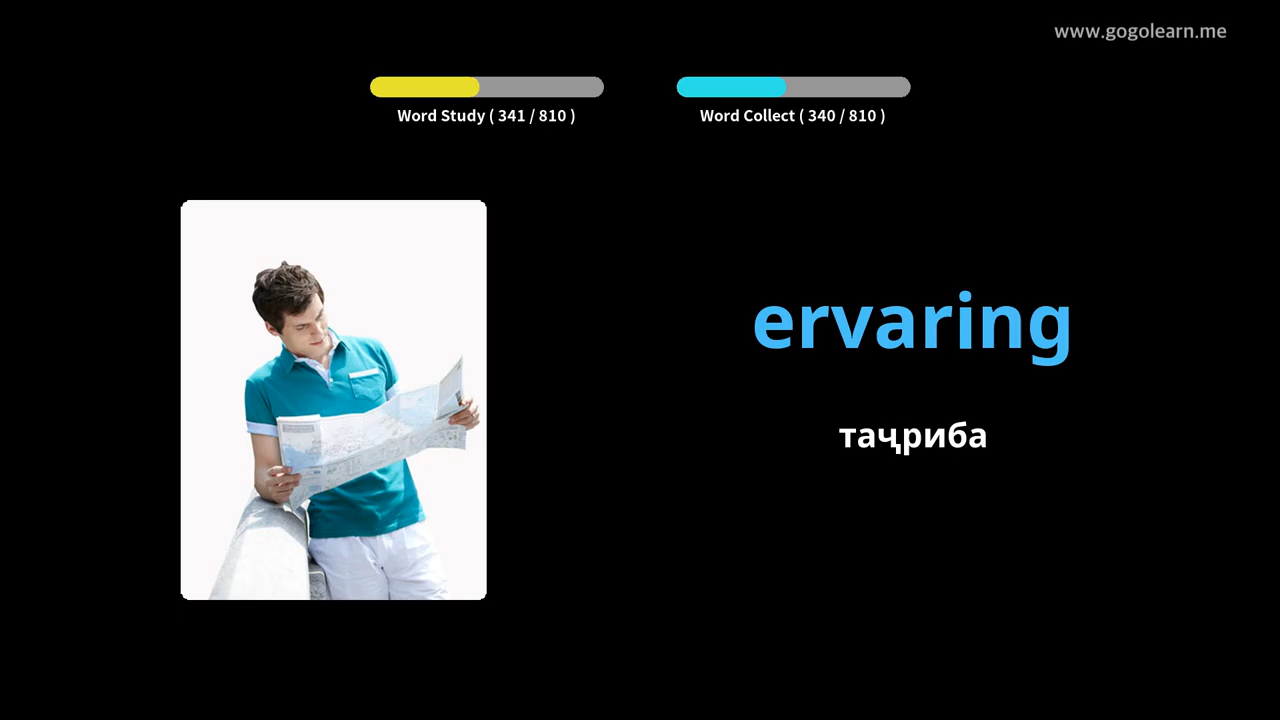 www.gogolearn.me
Word Study ( 341 / 810 )
Word Collect ( 340 / 810 )
ervaring
таҷриба